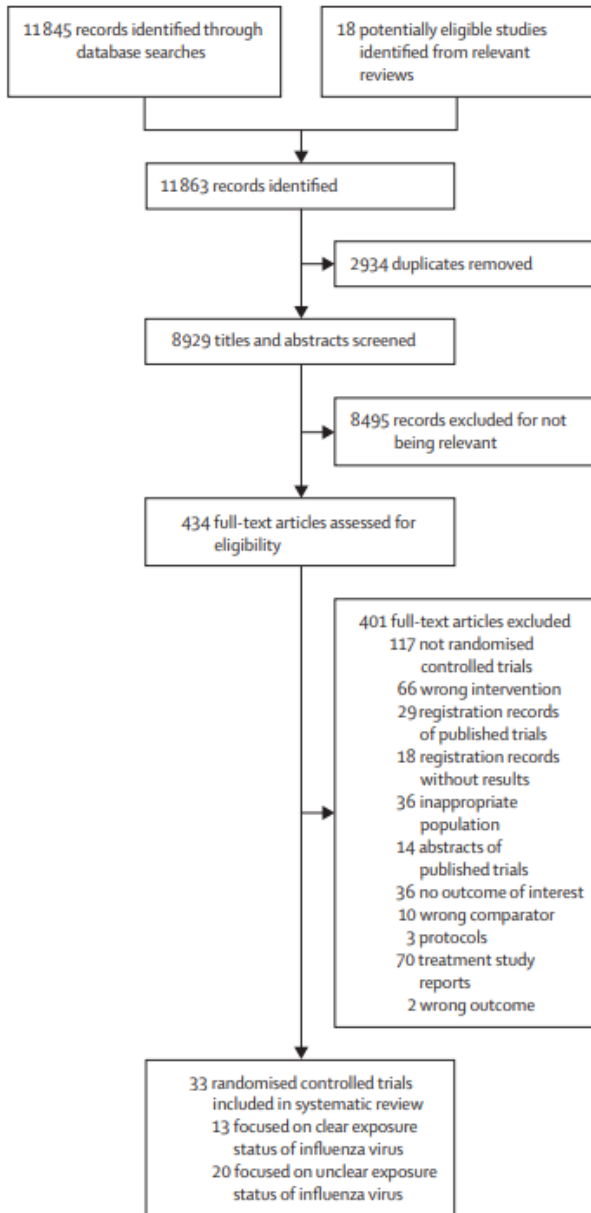 11 845 records identified through
database searches
18 potentially eligible studies
identified from relevant
reviews
11 863 records identified
2934 duplicates removed
8929 titles and abstracts screened
8495 records excluded for not
being relevant
434 full-text articles assessed for
eligibility
401 full-text articles excluded
117 not randomised
controlled trials
66 wrong intervention
29 registration records
of published trials
18 registration records
without results
36 inappropriate
population
14 abstracts of
published trials
36 no outcome of interest
10 wrong comparator
3 protocols
70 treatment study
reports
2 wrong outcome
33 randomised controlled trials
included in systematic review
13 focused on clear exposure
status of influenza virus
20 focused on unclear exposure
status of influenza virus